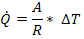 Q̇ = A/R * ΔT